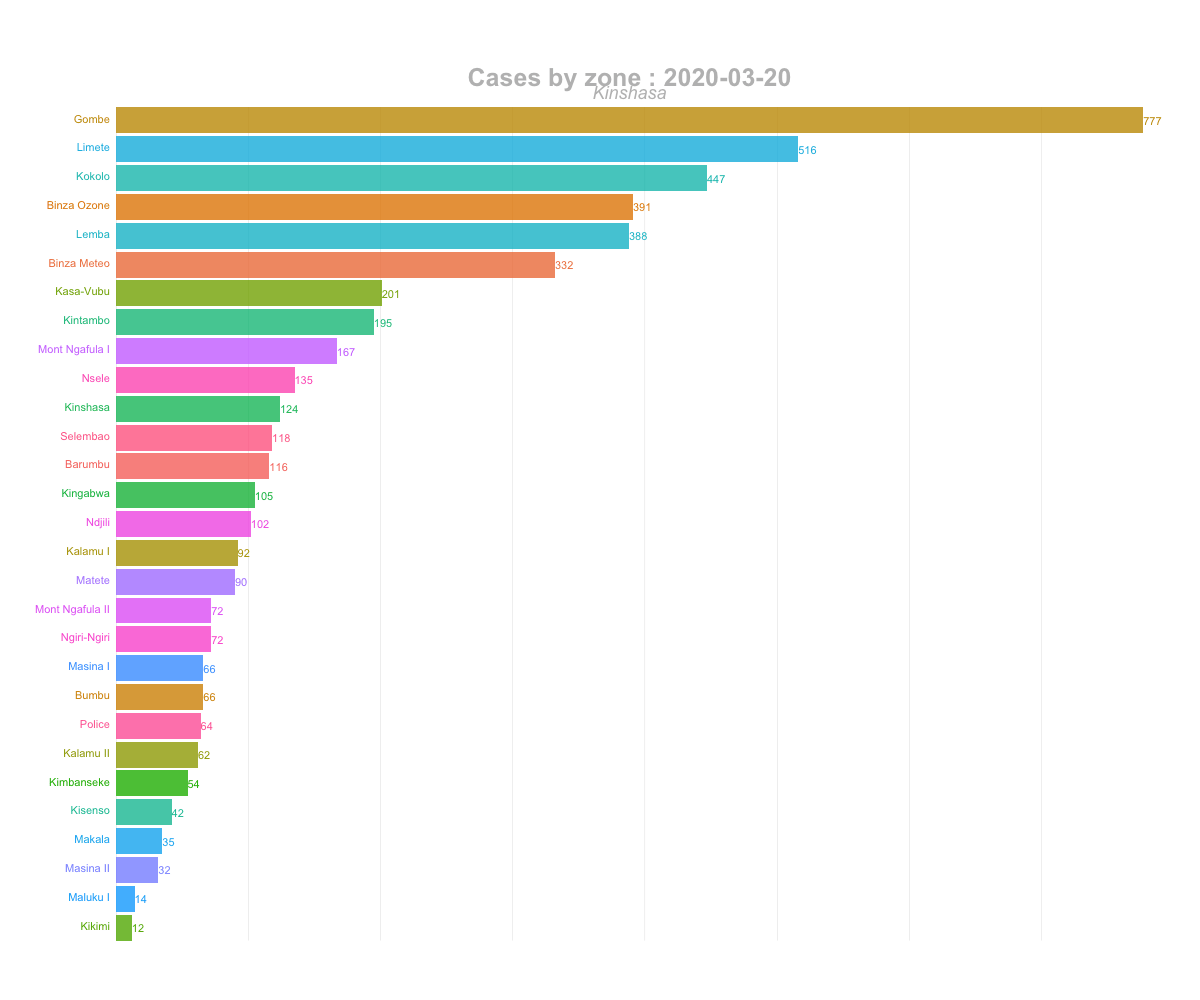 Cases by zone : 2020-03-20
Kinshasa
Gombe 777
Limete 516
Kokolo 447
Binza Ozone 391
Lemba 388
Binza Meteo 332
Kasa-Vubu 201
Kintambo 195
Mont Ngafula I 167
Nsele 135
Kinshasa 124
Selembao 118
Barumbu 116
Kingabwa 105
Ndjili 102
Kalamu I 92
Matete 90
Mont Ngafula II 72
Ngiri-Ngiri 72
Masina I 66
Bumbu 66
Police 64
Kalamu II 62
Kimbanseke 54
Kisenso 42
Makala 35
Masina II 32
Maluku I 14
Kikimi 12